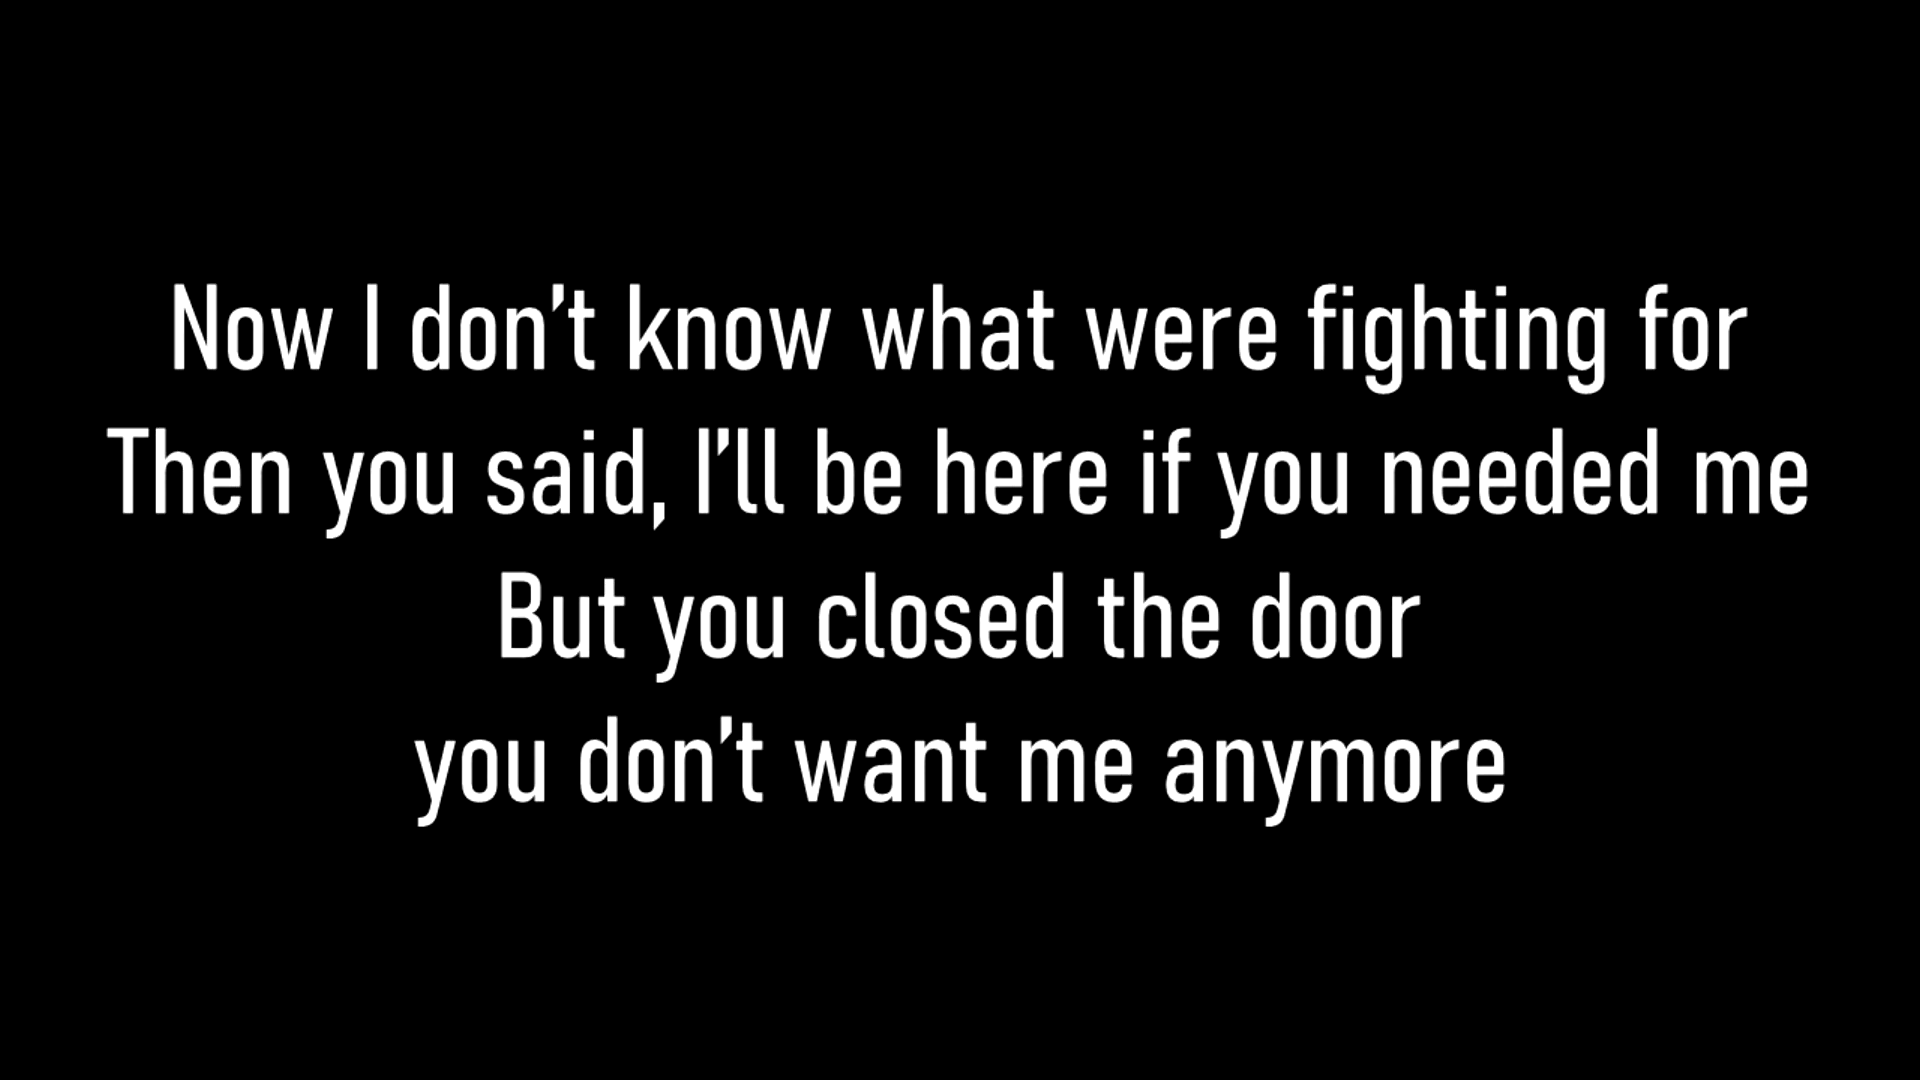 Now I don’t know what were fighting for
Then you said, I’ll be here if you needed me
But you closed the door
you don’t want me anymore